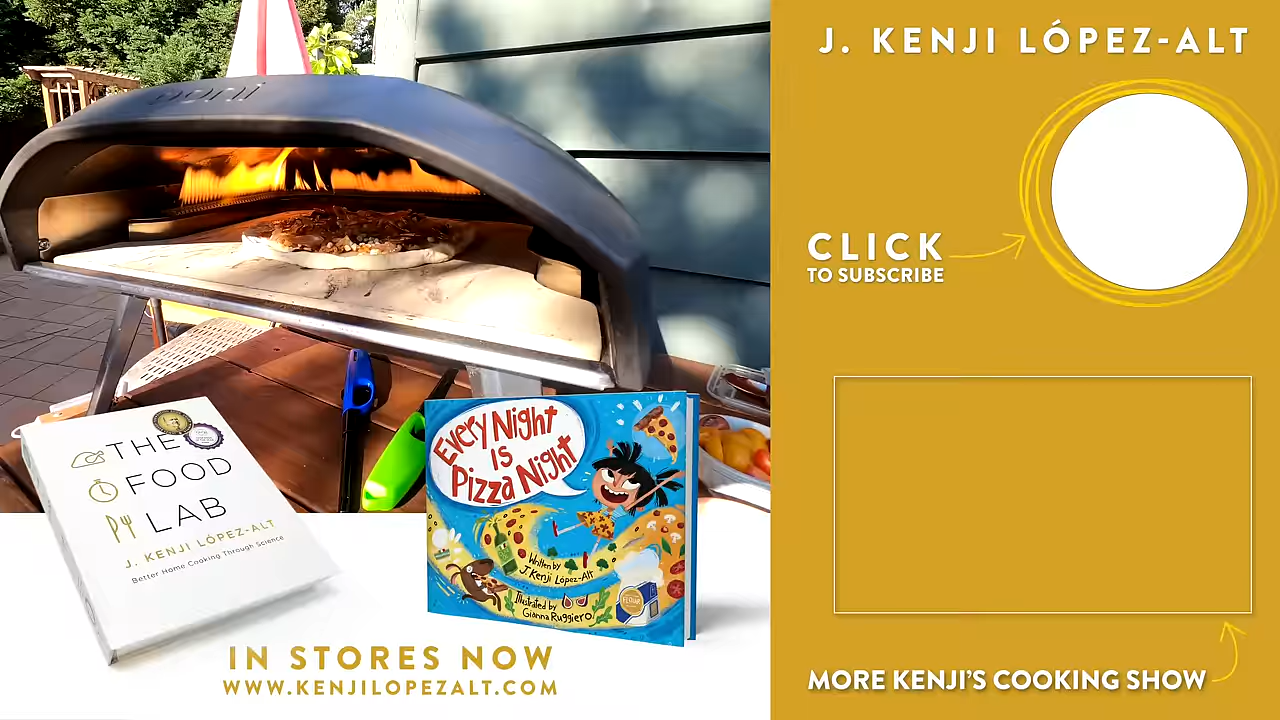 ooni
THE
FOOD
LAB
J. KENJI LÓPEZ-ALT
Better Home Cooking Through Science
Every Night
is
Pizza Night
Written by
J. Kenji López-Alt
Illustrated by
Gianna Ruggiero
FLOUR
IN STORES NOW
WWW.KENJILOPEZALT.COM
J. KENJI LÓPEZ-ALT
CLICK
TO SUBSCRIBE
MORE KENJI'S COOKING SHOW